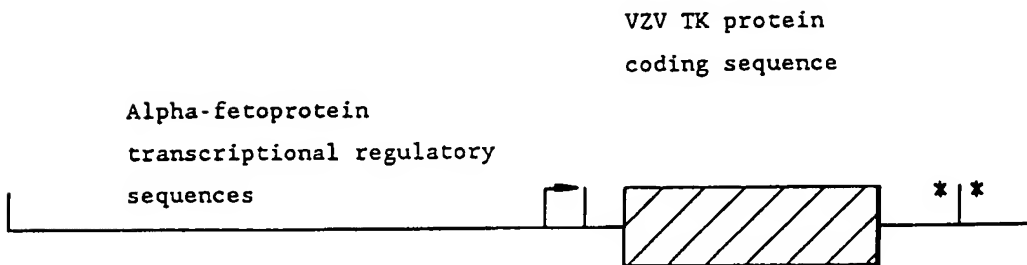 VZV TK protein
coding sequence
Alpha-fetoprotein
transcriptional regulatory
sequences
* *